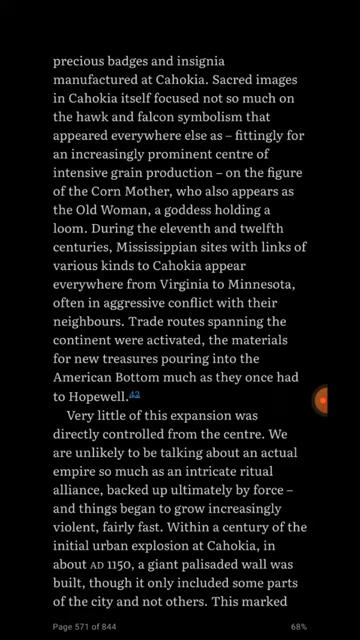 precious badges and insignia
manufactured at Cahokia. Sacred images
in Cahokia itself focused not so much on
the hawk and falcon symbolism that
appeared everywhere else as – fittingly for
an increasingly prominent centre of
intensive grain production – on the figure
of the Corn Mother, who also appears as
the Old Woman, a goddess holding a
loom. During the eleventh and twelfth
centuries, Mississippian sites with links of
various kinds to Cahokia appear
everywhere from Virginia to Minnesota,
often in aggressive conflict with their
neighbours. Trade routes spanning the
continent were activated, the materials
for new treasures pouring into the
American Bottom much as they once had
to Hopewell.42
Very little of this expansion was
directly controlled from the centre. We
are unlikely to be talking about an actual
empire so much as an intricate ritual
alliance, backed up ultimately by force –
and things began to grow increasingly
violent, fairly fast. Within a century of the
initial urban explosion at Cahokia, in
about AD 1150, a giant palisaded wall was
built, though it only included some parts
of the city and not others. This marked
Page 571 of 844 68%